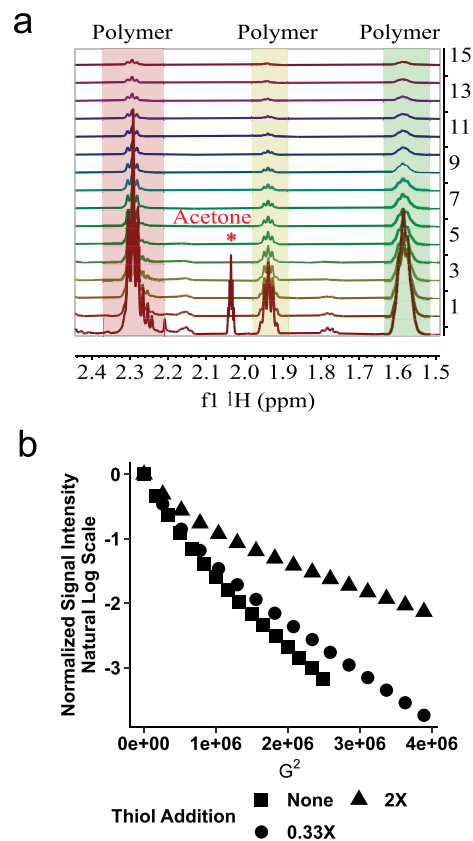 a
Polymer Polymer Polymer
15
13
11
9
7
5
3
1
Acetone
*
2.4 2.3 2.2 2.1 2.0 1.9 1.8 1.7 1.6 1.5
f1 ¹H (ppm)
b
Normalized Signal Intensity
Natural Log Scale
0
-1
-2
-3
0e+00 1e+06 2e+06 3e+06 4e+06
G²
Thiol Addition
None 2X
0.33X